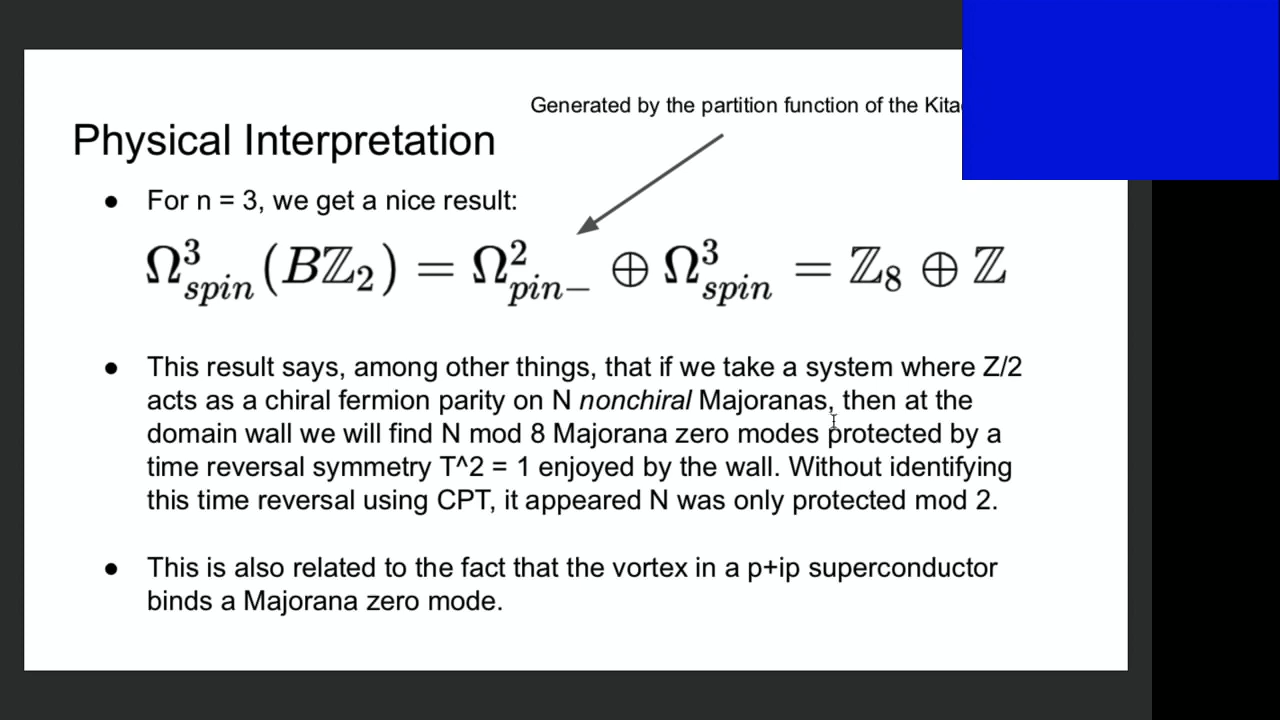 Generated by the partition function of the
Physical Interpretation
● For n = 3, we get a nice result:
Ω³_spin(Bℤ₂) = Ω²_pin− ⊕ Ω³_spin = ℤ₈ ⊕ ℤ
● This result says, among other things, that if we take a system where Z/2
acts as a chiral fermion parity on N nonchiral Majoranas, then at the
domain wall we will find N mod 8 Majorana zero modes protected by a
time reversal symmetry T^2 = 1 enjoyed by the wall. Without identifying
this time reversal using CPT, it appeared N was only protected mod 2.
● This is also related to the fact that the vortex in a p+ip superconductor
binds a Majorana zero mode.